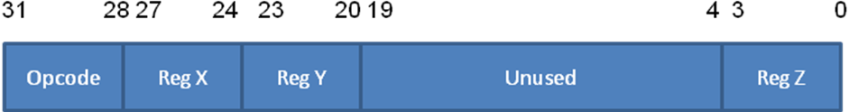 31 28 27 24 23 20 19 4 3 0
Opcode Reg X Reg Y Unused Reg Z